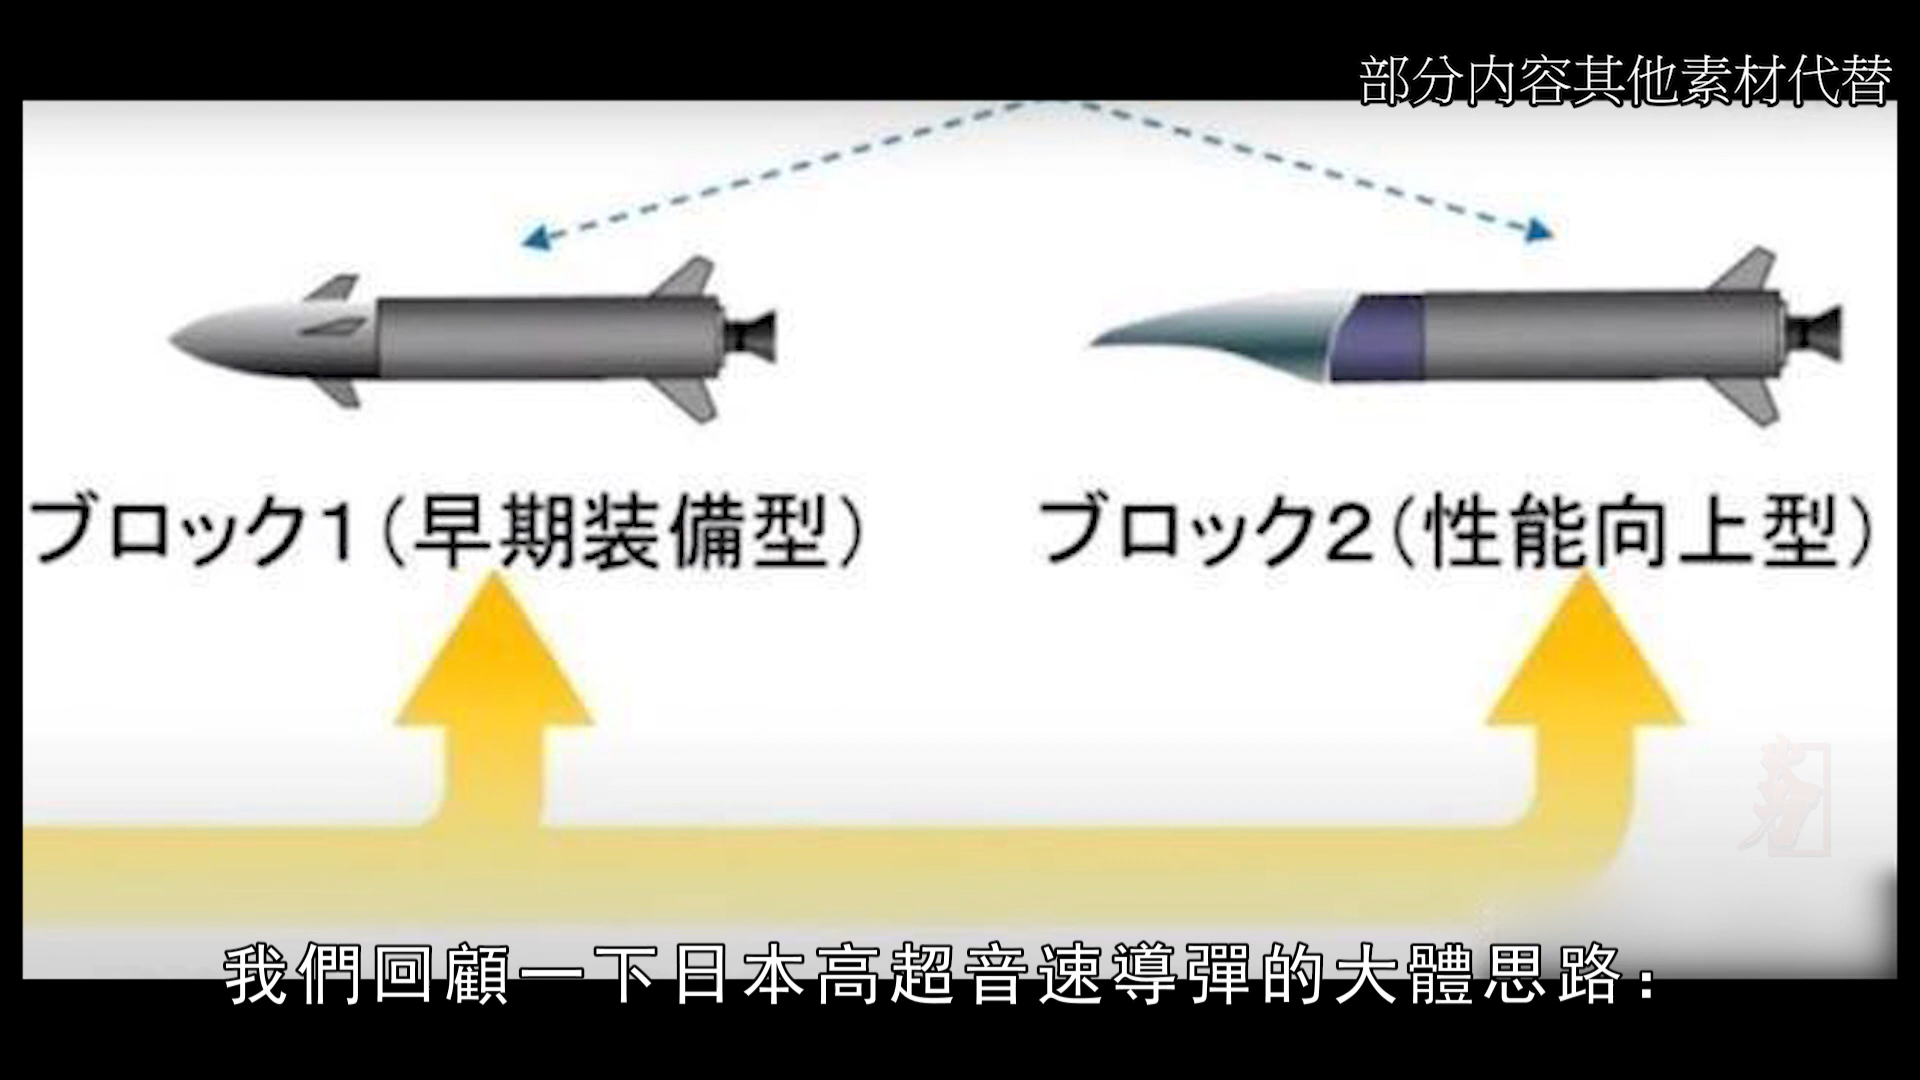 部分内容其他素材代替
ブロック1(早期装備型)
ブロック2(性能向上型)
我們回顧一下日本高超音速導彈的大體思路: